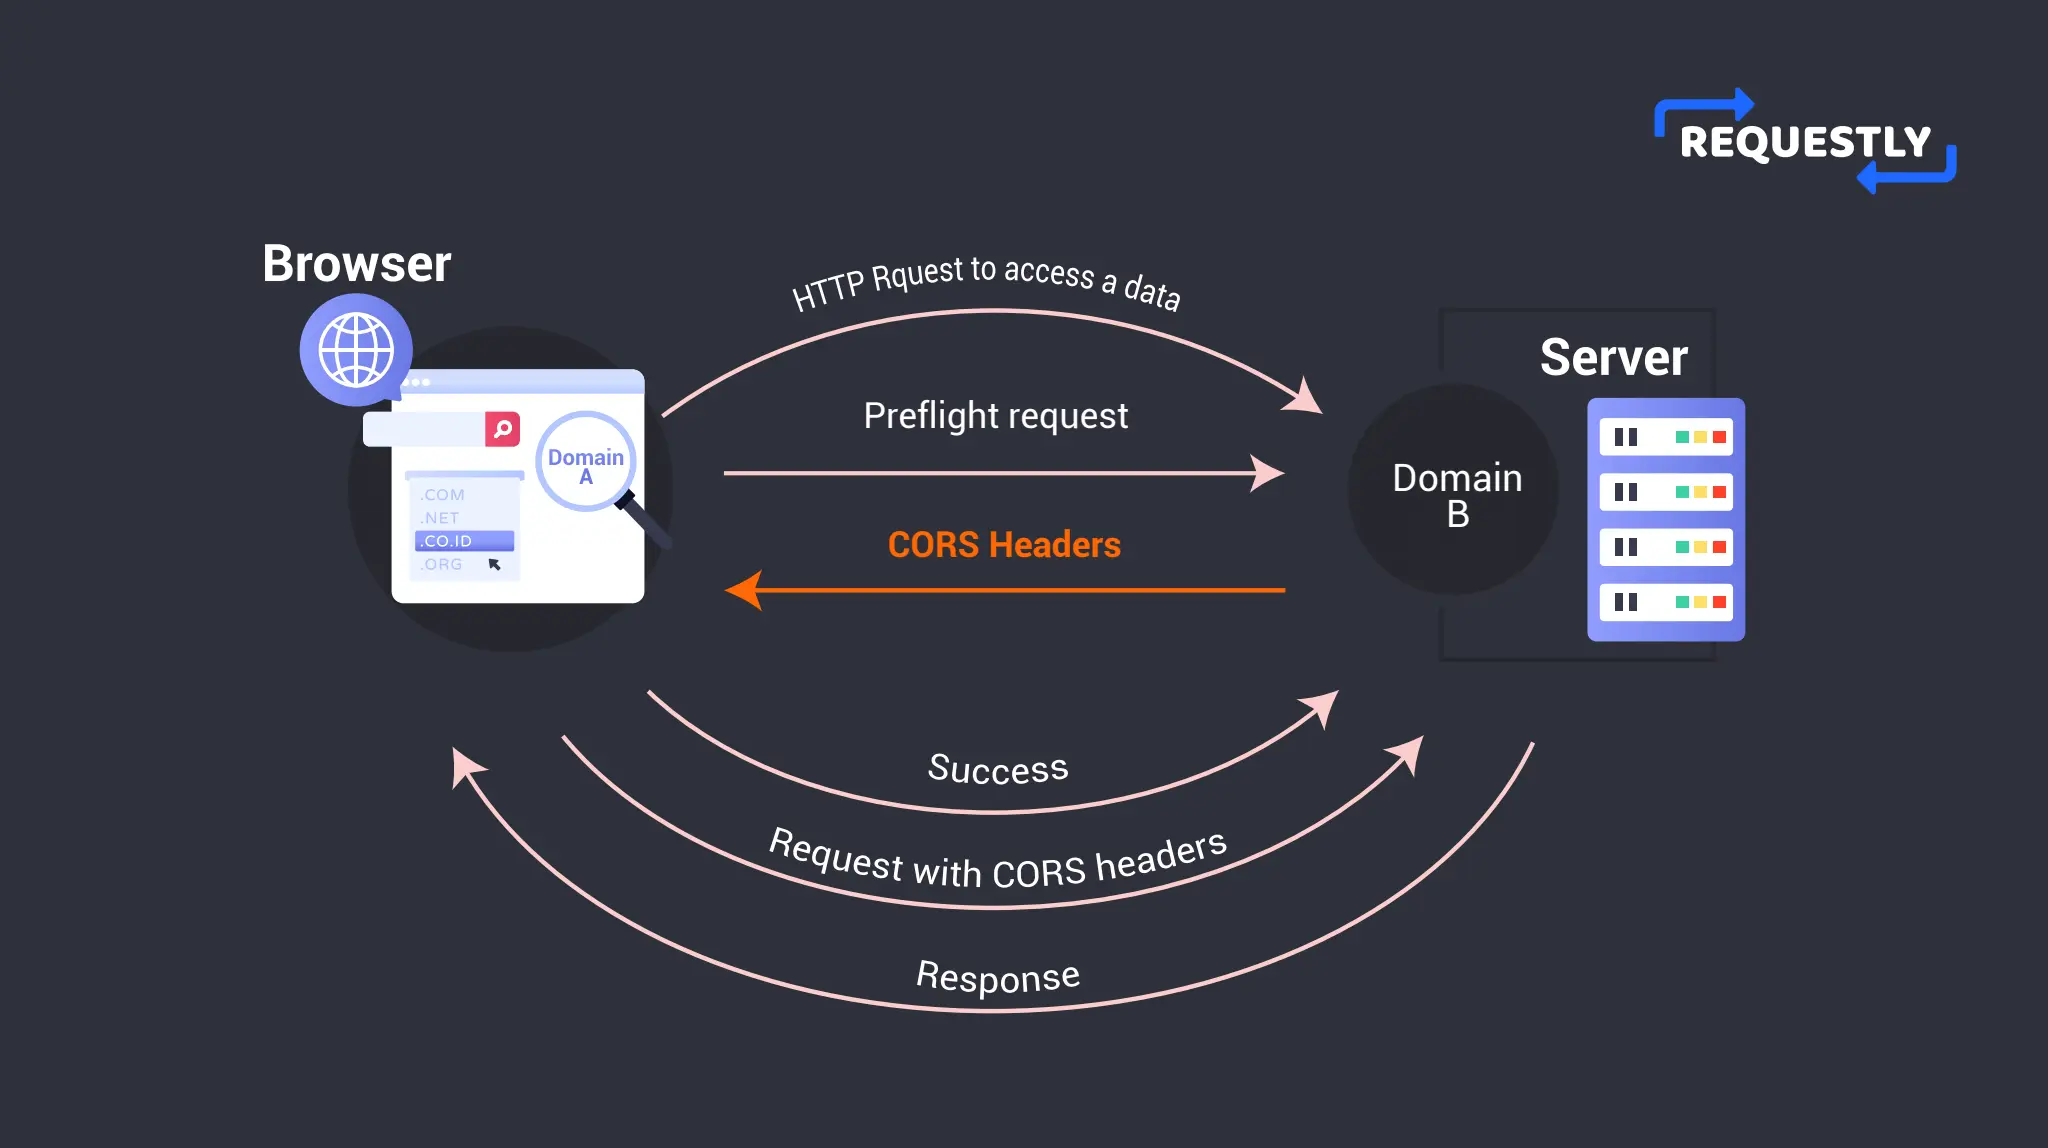 REQUESTLY
Browser
HTTP Rquest to access a data
Server
Preflight request
Domain
A
Domain
B
.COM
.NET
.CO.ID
.ORG
CORS Headers
Success
Request with CORS headers
Response